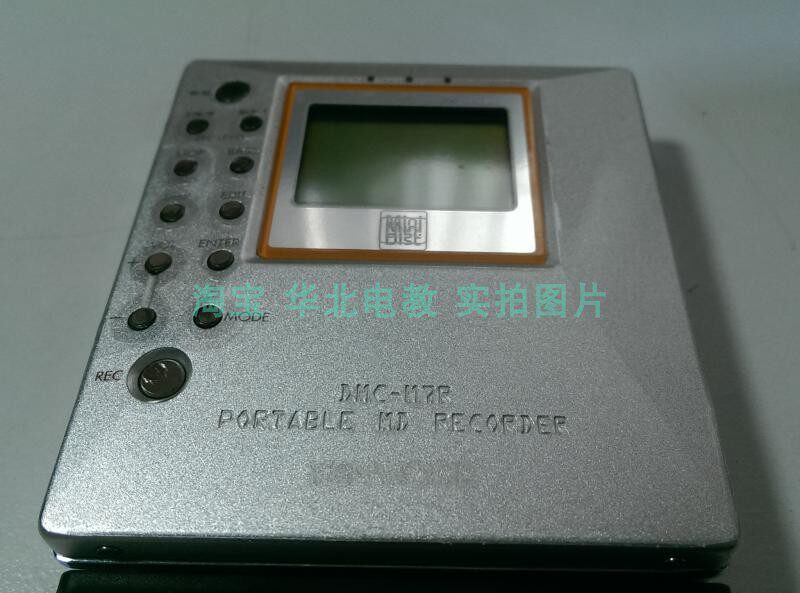 Mini
Disc
EDIT
ENTER
+
−
MODE
淘宝 华北电教 实拍图片
REC
DMC-M7R
PORTABLE MD RECORDER